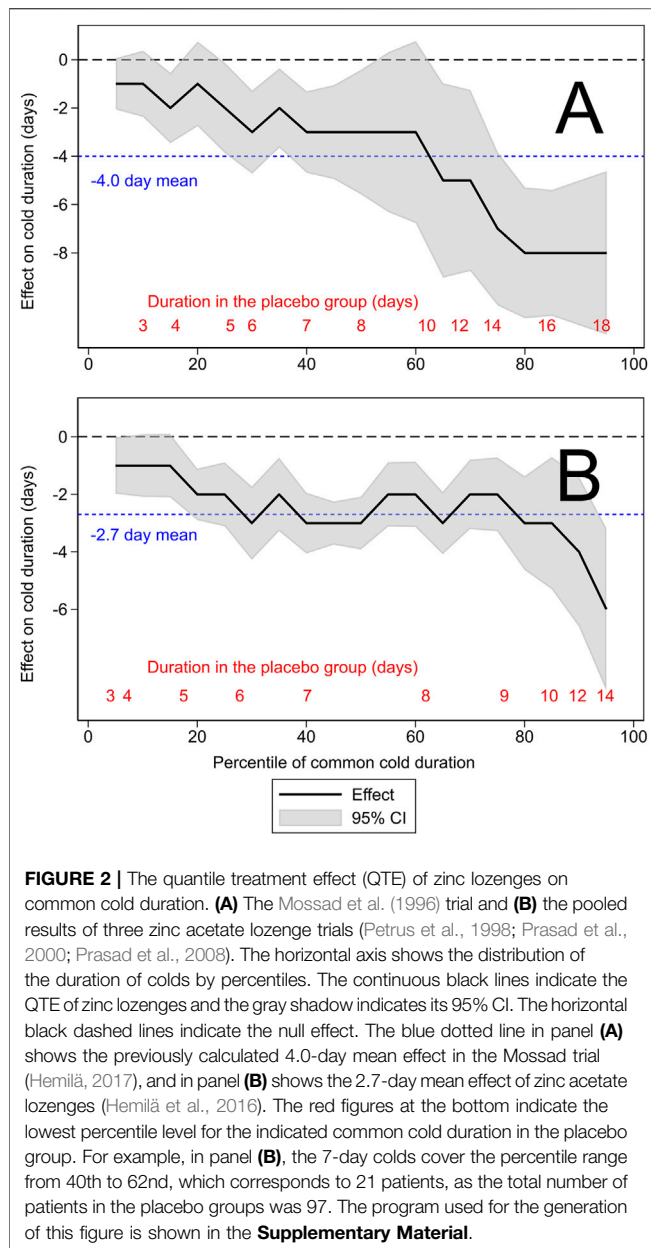 0
-2
-4
-6
-8
Effect on cold duration (days)
A
-4.0 day mean
Duration in the placebo group (days)
3 4 5 6 7 8 10 12 14 16 18
0 20 40 60 80 100
0
-2
-4
-6
Effect on cold duration (days)
B
-2.7 day mean
Duration in the placebo group (days)
3 4 5 6 7 8 9 10 12 14
0 20 40 60 80 100
Percentile of common cold duration
Effect
95% CI
FIGURE 2 | The quantile treatment effect (QTE) of zinc lozenges on
common cold duration. (A) The Mossad et al. (1996) trial and (B) the pooled
results of three zinc acetate lozenge trials (Petrus et al., 1998; Prasad et al.,
2000; Prasad et al., 2008). The horizontal axis shows the distribution of
the duration of colds by percentiles. The continuous black lines indicate the
QTE of zinc lozenges and the gray shadow indicates its 95% CI. The horizontal
black dashed lines indicate the null effect. The blue dotted line in panel (A)
shows the previously calculated 4.0-day mean effect in the Mossad trial
(Hemilä, 2017), and in panel (B) shows the 2.7-day mean effect of zinc acetate
lozenges (Hemilä et al., 2016). The red figures at the bottom indicate the
lowest percentile level for the indicated common cold duration in the placebo
group. For example, in panel (B), the 7-day colds cover the percentile range
from 40th to 62nd, which corresponds to 21 patients, as the total number of
patients in the placebo groups was 97. The program used for the generation
of this figure is shown in the Supplementary Material.